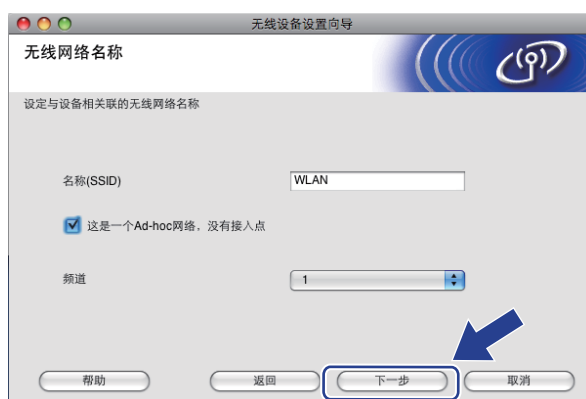 无线设备设置向导
无线网络名称
设定与设备相关联的无线网络名称
名称(SSID) WLAN
这是一个Ad-hoc网络，没有接入点
频道 1
帮助 返回 下一步 取消